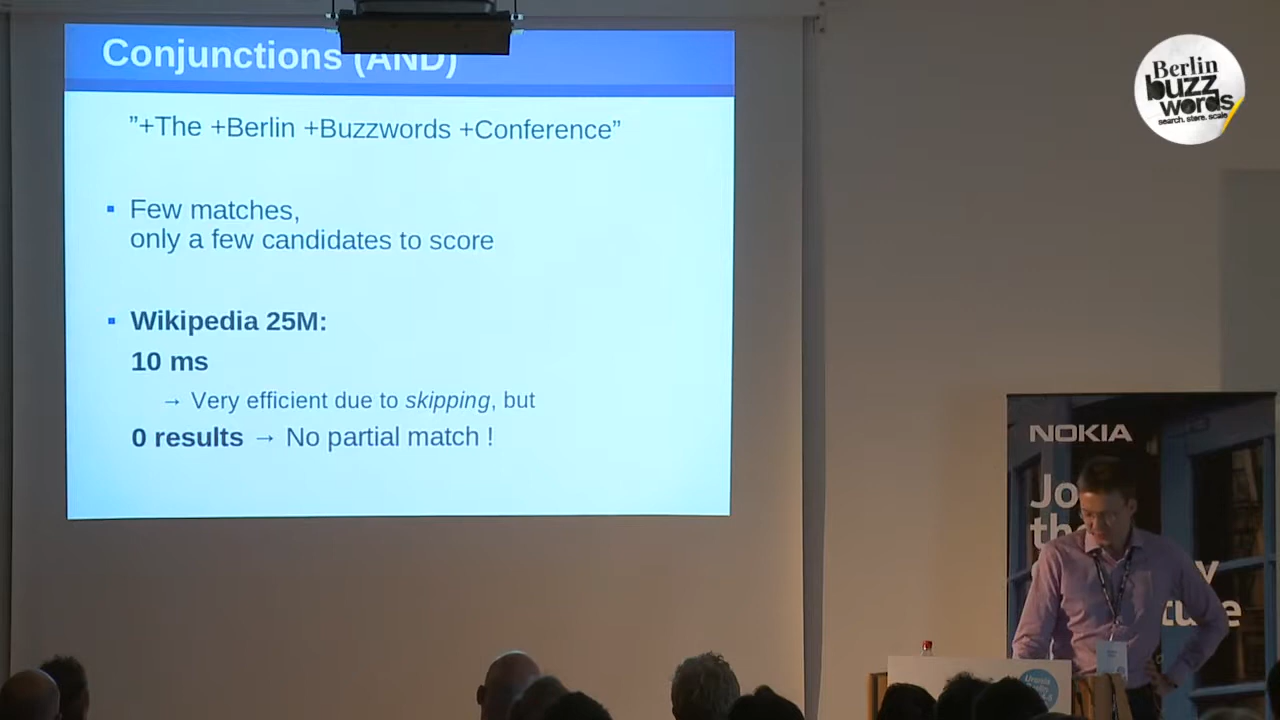 Conjunctions (AND)
"+The +Berlin +Buzzwords +Conference"
▪ Few matches,
only a few candidates to score
▪ Wikipedia 25M:
10 ms
→ Very efficient due to skipping, but
0 results → No partial match !
Berlin
buzz
words
search. store. scale
NOKIA